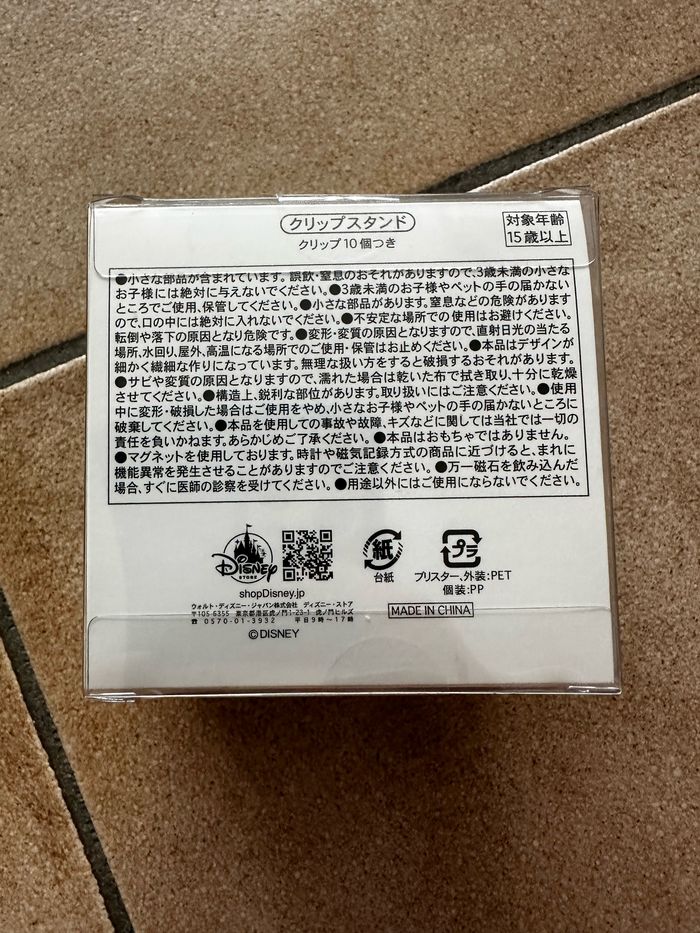 クリップスタンド
クリップ10個つき
対象年齢
15歳以上
●小さな部品が含まれています。誤飲・窒息のおそれがありますので、3歳未満の小さな
お子様には絶対に与えないでください。●3歳未満のお子様やペットの手の届かない
ところでご使用、保管してください。●小さな部品があります。窒息などの危険があります
ので、口の中には絶対に入れないでください。●不安定な場所での使用はお避けください。
転倒や落下の原因となり危険です。●変形・変質の原因となりますので、直射日光の当たる
場所、水回り、屋外、高温になる場所でのご使用・保管はお止めください。●本品はデザインが
細かく繊細な作りになっています。無理な扱い方をすると破損するおそれがあります。
●サビや変質の原因となりますので、濡れた場合は乾いた布で拭き取り、十分に乾燥
させてください。●構造上、鋭利な部位があります。取り扱いにはご注意ください。●使用
中に変形・破損した場合はご使用をやめ、小さなお子様やペットの手の届かないところに
破棄してください。●本品を使用しての事故や故障、キズなどに関しては当社では一切の
責任を負いかねます。あらかじめご了承ください。●本品はおもちゃではありません。
●マグネットを使用しております。時計や磁気記録方式の商品に近づけると、まれに
機能異常を発生させることがありますのでご注意ください。●万一磁石を飲み込んだ
場合、すぐに医師の診察を受けてください。●用途以外にはご使用にならないでください。
Disney
STORE
shopDisney.jp
紙
台紙
プラ
ブリスター、外装:PET
個装:PP
ウォルト・ディズニー・ジャパン株式会社 ディズニー・ストア
〒105-6355 東京都港区虎ノ門1-23-1 虎ノ門ヒルズ
☎ 0570-01-3932 平日9時〜17時
MADE IN CHINA
©DISNEY